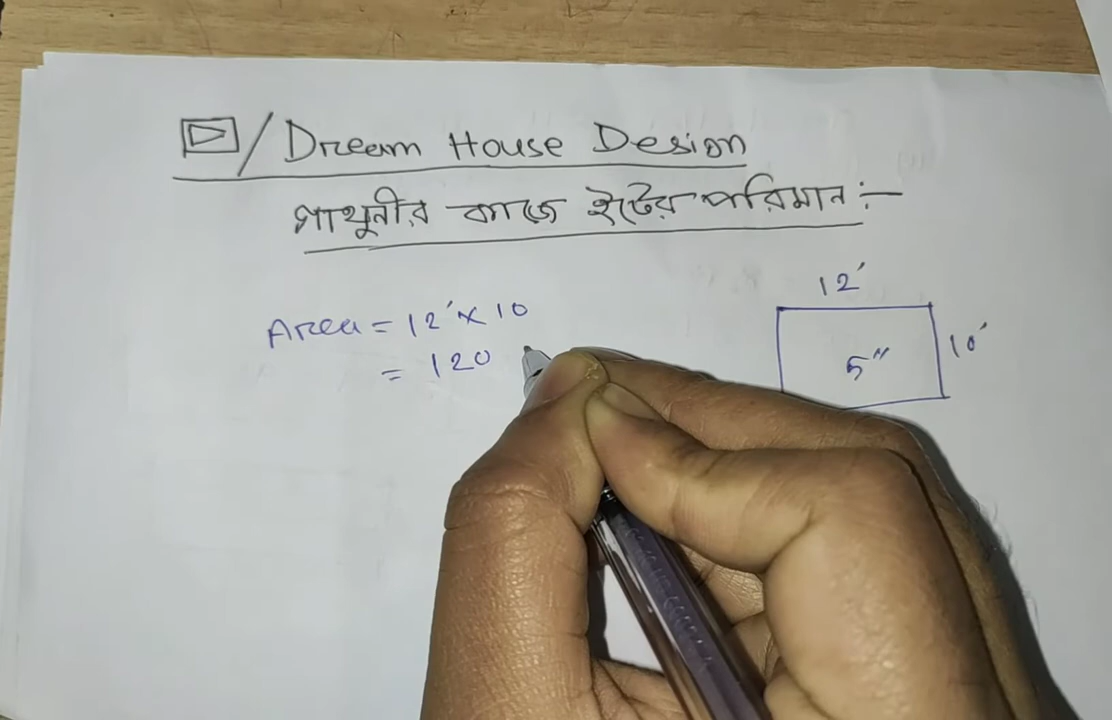 / Dream House Design
গাথুনীর কাজে ইটের পরিমান :-
Area = 12' x 10
= 120
12'
10'
5"